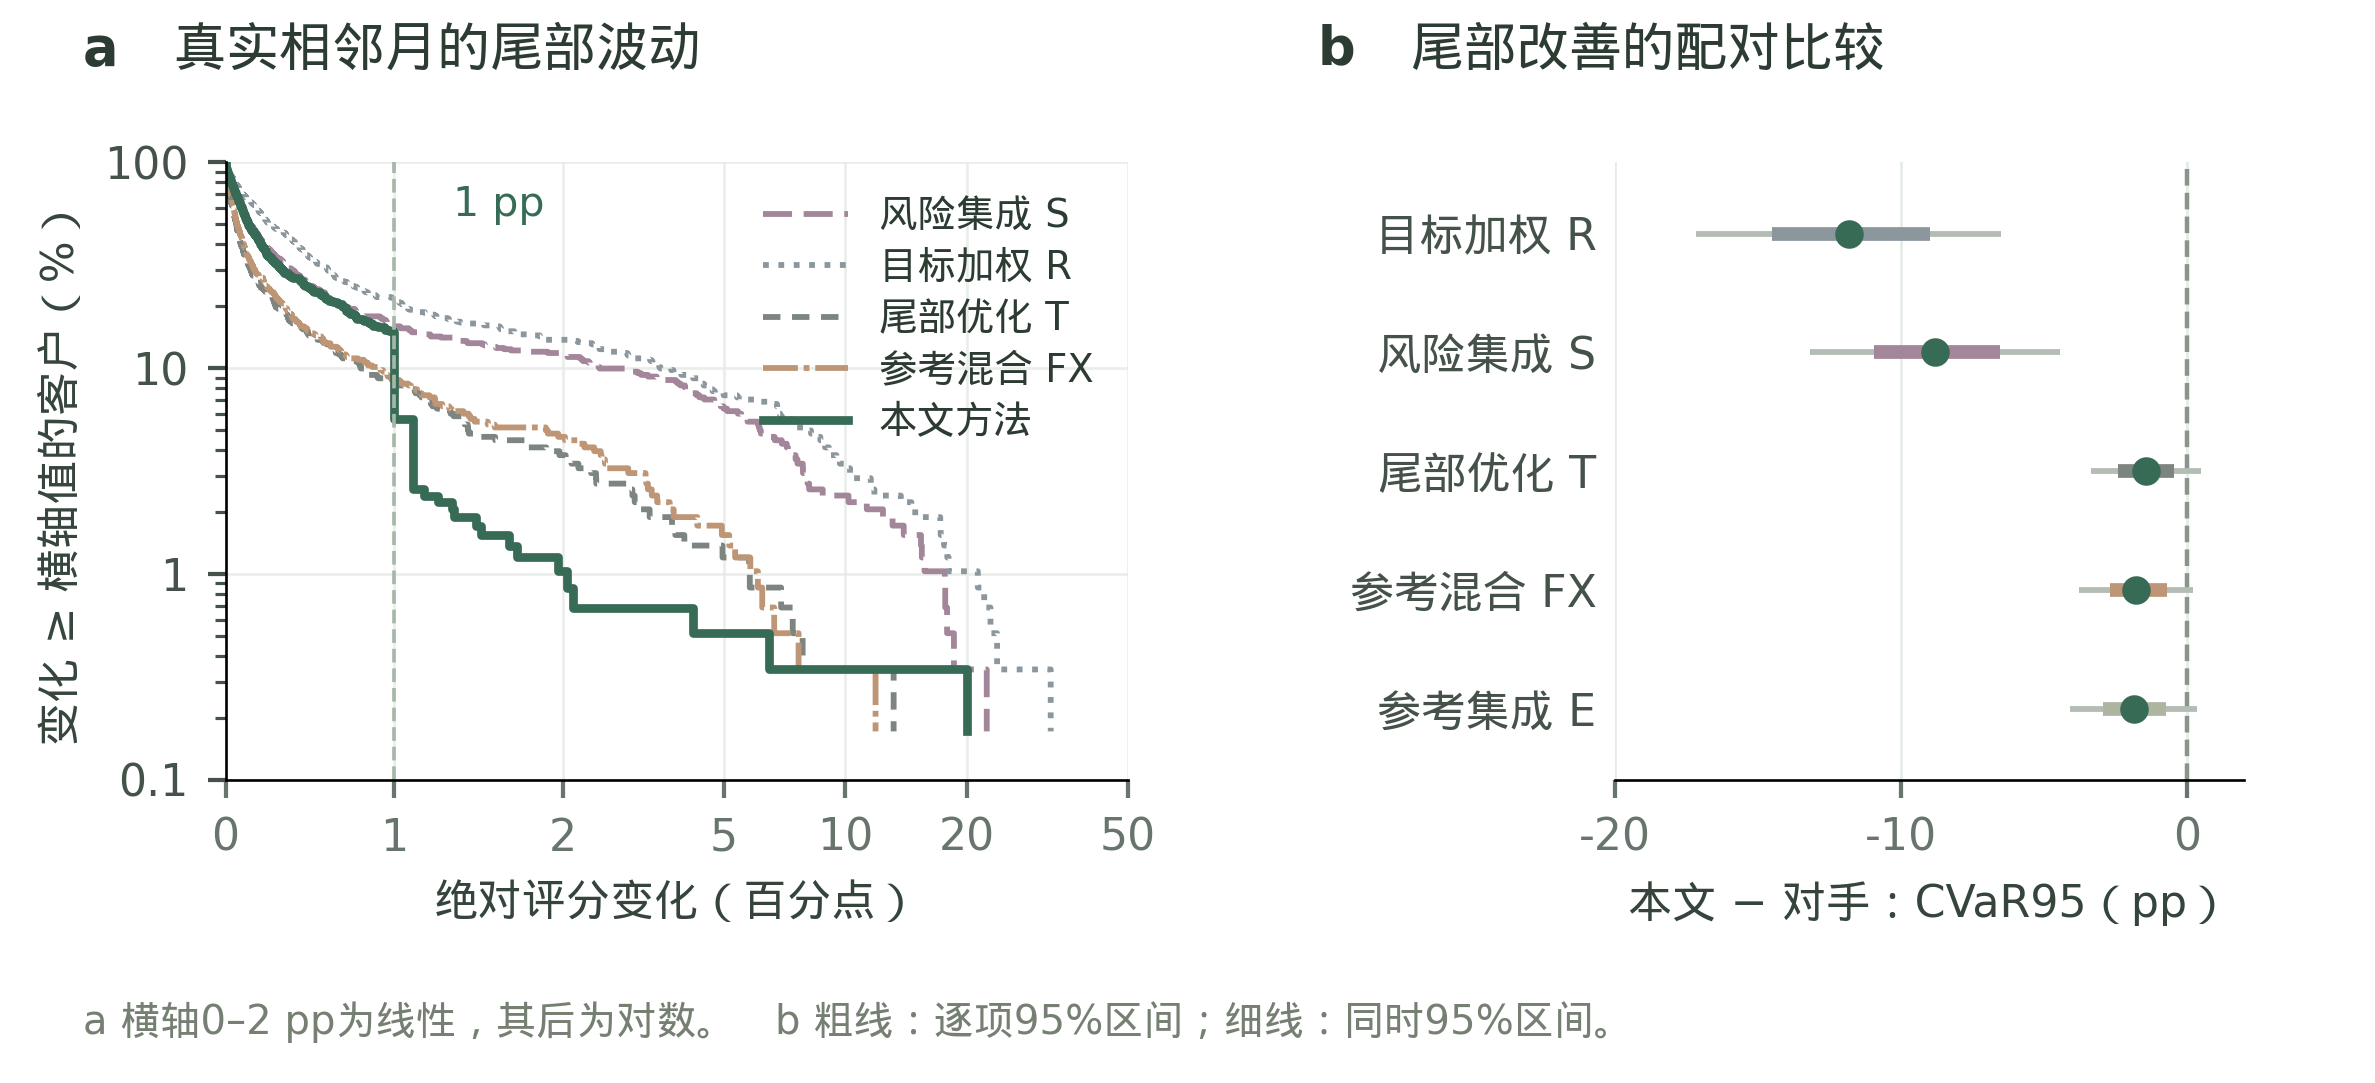 a 真实相邻月的尾部波动
b 尾部改善的配对比较
变化 ≥ 横轴值的客户（%）
100
10
1
0.1
1 pp
风险集成 S
目标加权 R
尾部优化 T
参考混合 FX
本文方法
0 1 2 5 10 20 50
绝对评分变化（百分点）
目标加权 R
风险集成 S
尾部优化 T
参考混合 FX
参考集成 E
-20 -10 0
本文 − 对手：CVaR95（pp）
a 横轴0–2 pp为线性，其后为对数。 b 粗线：逐项95%区间；细线：同时95%区间。